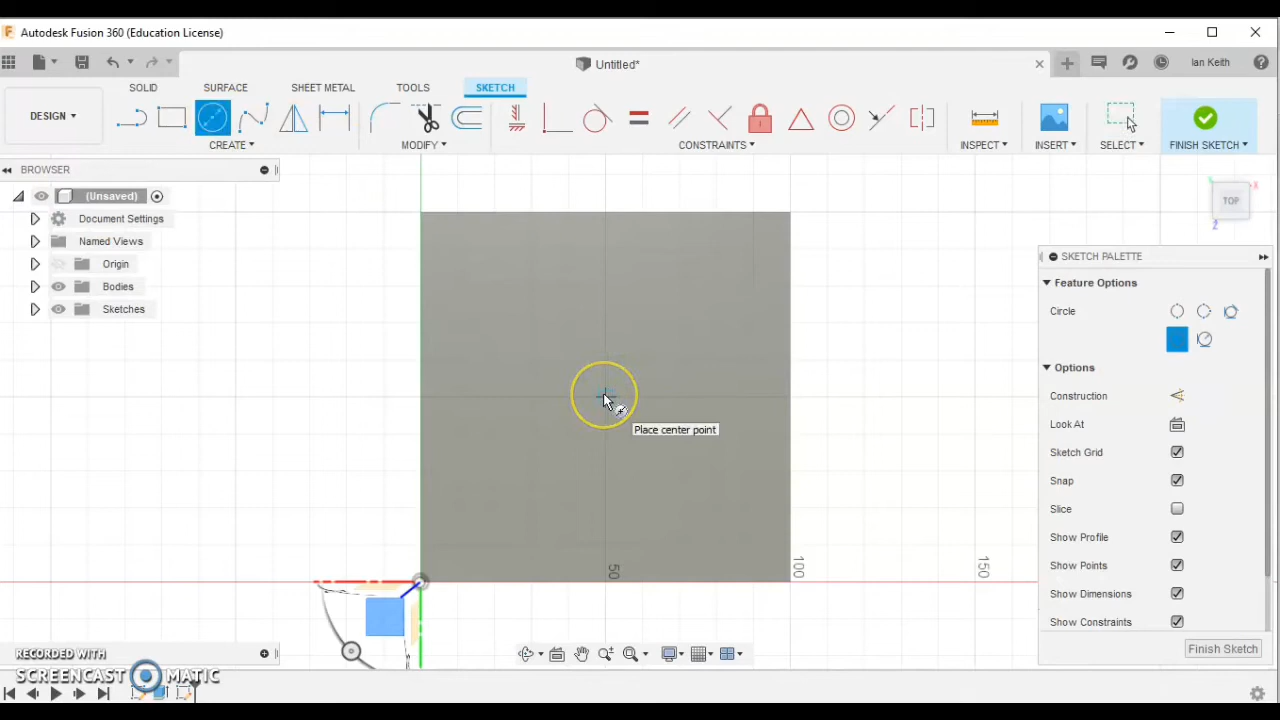 Autodesk Fusion 360 (Education License)
Untitled*
Ian Keith
SOLID SURFACE SHEET METAL TOOLS SKETCH
DESIGN
CREATE MODIFY CONSTRAINTS INSPECT INSERT SELECT FINISH SKETCH
BROWSER
(Unsaved)
Document Settings
Named Views
Origin
Bodies
Sketches
TOP
X
Z
SKETCH PALETTE
Feature Options
Circle
Options
Construction
Look At
Sketch Grid
Snap
Slice
Show Profile
Show Points
Show Dimensions
Show Constraints
Finish Sketch
Place center point
50
100
150
RECORDED WITH
SCREENCAST MATIC